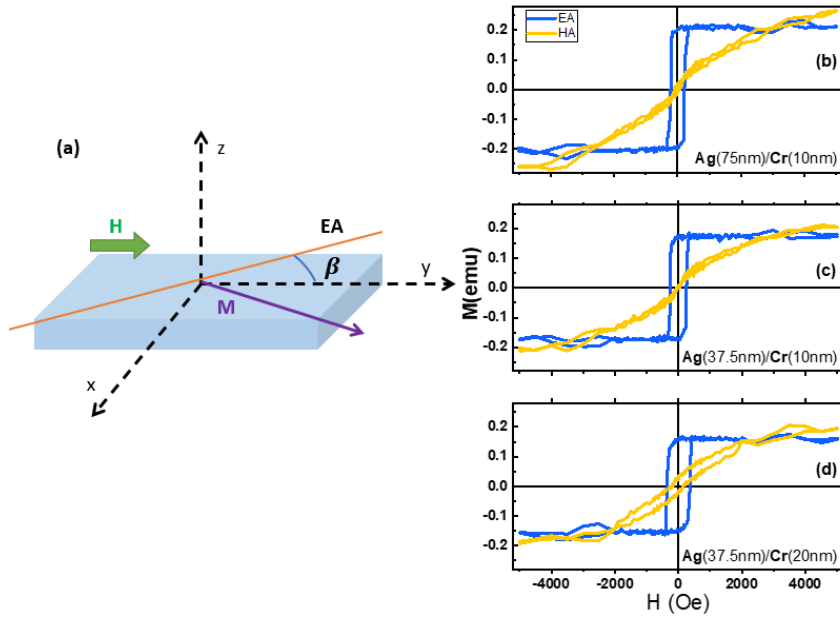 (a)
z
H
EA
β
y
M
x
EA
HA
0.2
0.1
0.0
-0.1
-0.2
(b)
Ag(75nm)/Cr(10nm)
0.2
0.1
0.0
-0.1
-0.2
(c)
Ag(37.5nm)/Cr(10nm)
M(emu)
0.2
0.1
0.0
-0.1
-0.2
(d)
Ag(37.5nm)/Cr(20nm)
-4000 -2000 0 2000 4000
H (Oe)